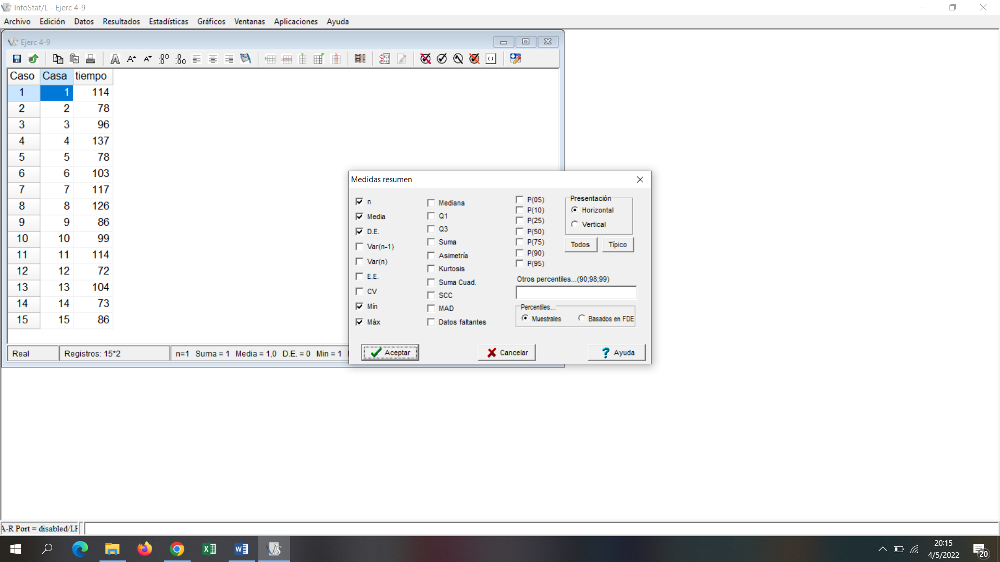 InfoStat/L - Ejerc 4-9
Archivo Edición Datos Resultados Estadísticas Gráficos Ventanas Aplicaciones Ayuda
Ejerc 4-9
Caso Casa tiempo
1 1 114
2 2 78
3 3 96
4 4 137
5 5 78
6 6 103
7 7 117
8 8 126
9 9 86
10 10 99
11 11 114
12 12 72
13 13 104
14 14 73
15 15 86
Real Registros: 15*2 n=1 Suma = 1 Media = 1,0 D.E. = 0 Min = 1
Medidas resumen
n
Media
D.E.
Var(n-1)
Var(n)
E.E.
CV
Mín
Máx
Mediana
Q1
Q3
Suma
Asimetría
Kurtosis
Suma Cuad.
SCC
MAD
Datos faltantes
P(05)
P(10)
P(25)
P(50)
P(75)
P(90)
P(95)
Presentación
Horizontal
Vertical
Todos Típico
Otros percentiles...(90;98;99)
Percentiles...
Muestrales Basados en FDE
Aceptar Cancelar Ayuda
A-R Port = disabled/LF
20:15
4/5/2022
20